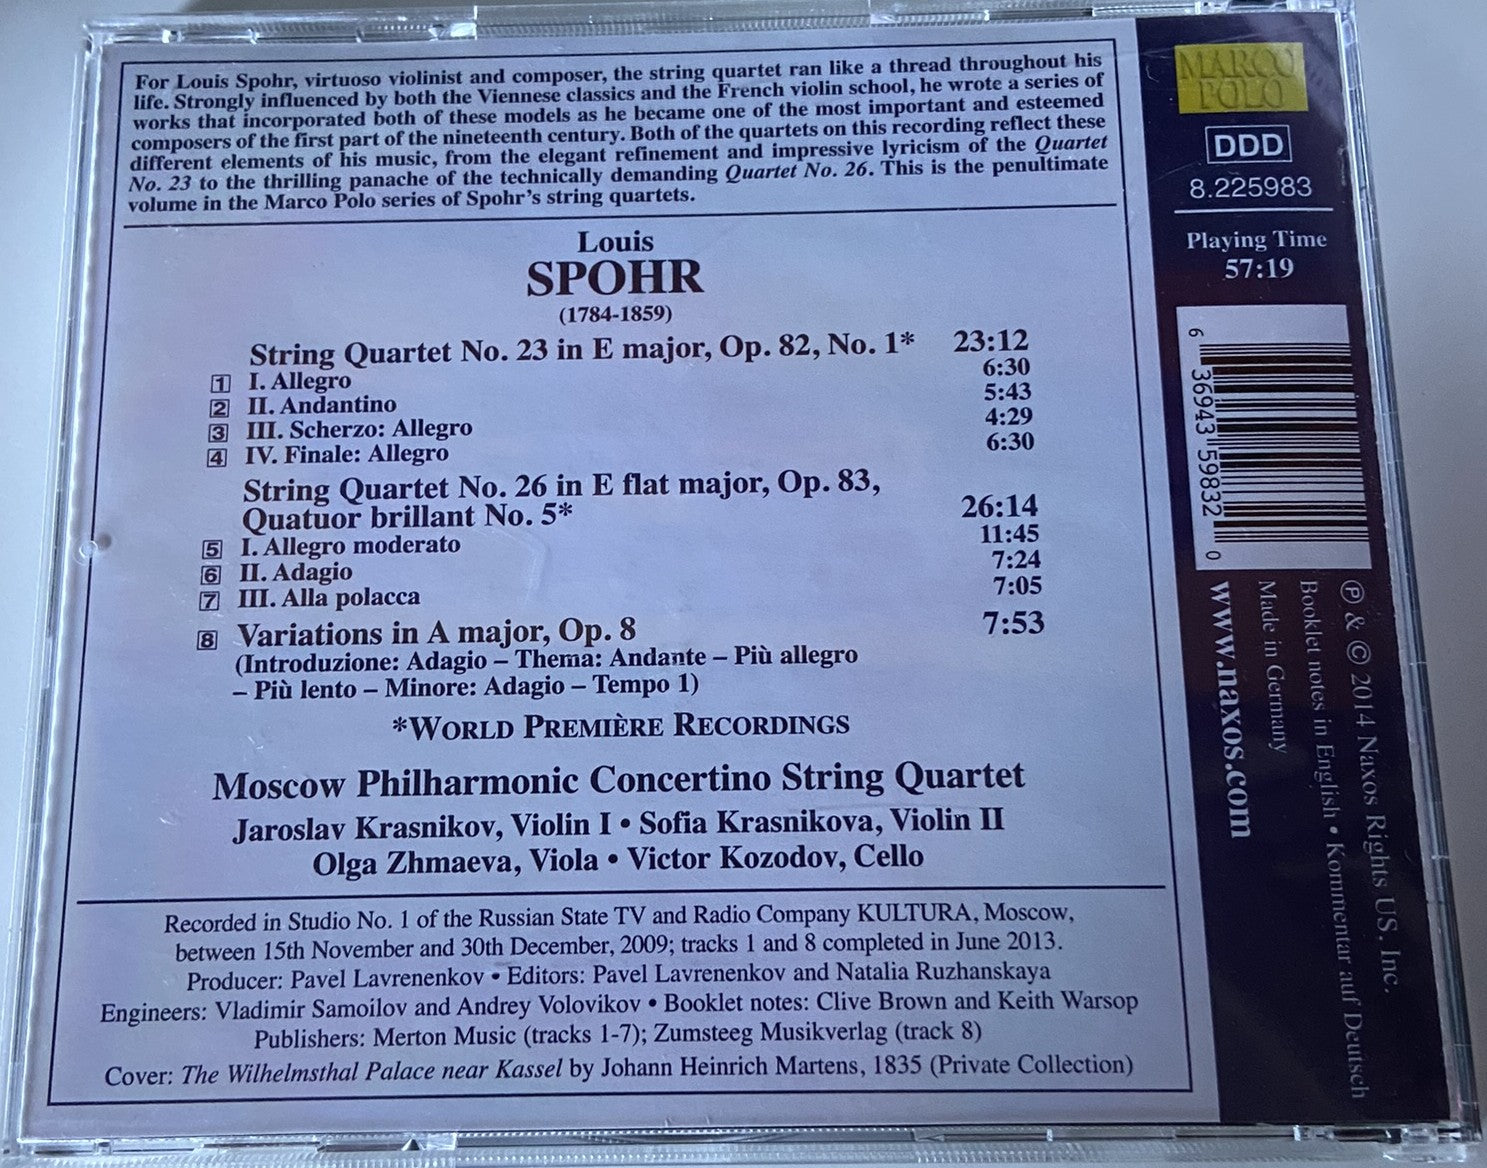 For Louis Spohr, virtuoso violinist and composer, the string quartet ran like a thread throughout his
life. Strongly influenced by both the Viennese classics and the French violin school, he wrote a series of
works that incorporated both of these models as he became one of the most important and esteemed
composers of the first part of the nineteenth century. Both of the quartets on this recording reflect these
different elements of his music, from the elegant refinement and impressive lyricism of the Quartet
No. 23 to the thrilling panache of the technically demanding Quartet No. 26. This is the penultimate
volume in the Marco Polo series of Spohr's string quartets.
Louis
SPOHR
(1784-1859)
String Quartet No. 23 in E major, Op. 82, No. 1* 23:12
1 I. Allegro 6:30
2 II. Andantino 5:43
3 III. Scherzo: Allegro 4:29
4 IV. Finale: Allegro 6:30
String Quartet No. 26 in E flat major, Op. 83,
Quatuor brillant No. 5* 26:14
5 I. Allegro moderato 11:45
6 II. Adagio 7:24
7 III. Alla polacca 7:05
8 Variations in A major, Op. 8 7:53
(Introduzione: Adagio – Thema: Andante – Più allegro
– Più lento – Minore: Adagio – Tempo 1)
*WORLD PREMIÈRE RECORDINGS
Moscow Philharmonic Concertino String Quartet
Jaroslav Krasnikov, Violin I • Sofia Krasnikova, Violin II
Olga Zhmaeva, Viola • Victor Kozodov, Cello
Recorded in Studio No. 1 of the Russian State TV and Radio Company KULTURA, Moscow,
between 15th November and 30th December, 2009; tracks 1 and 8 completed in June 2013.
Producer: Pavel Lavrenenkov • Editors: Pavel Lavrenenkov and Natalia Ruzhanskaya
Engineers: Vladimir Samoilov and Andrey Volovikov • Booklet notes: Clive Brown and Keith Warsop
Publishers: Merton Music (tracks 1-7); Zumsteeg Musikverlag (track 8)
Cover: The Wilhelmsthal Palace near Kassel by Johann Heinrich Martens, 1835 (Private Collection)
MARCO
POLO
DDD
8.225983
Playing Time
57:19
6 36943 59832 0
℗ & © 2014 Naxos Rights US. Inc.
Booklet notes in English • Kommentar auf Deutsch
Made in Germany
www.naxos.com